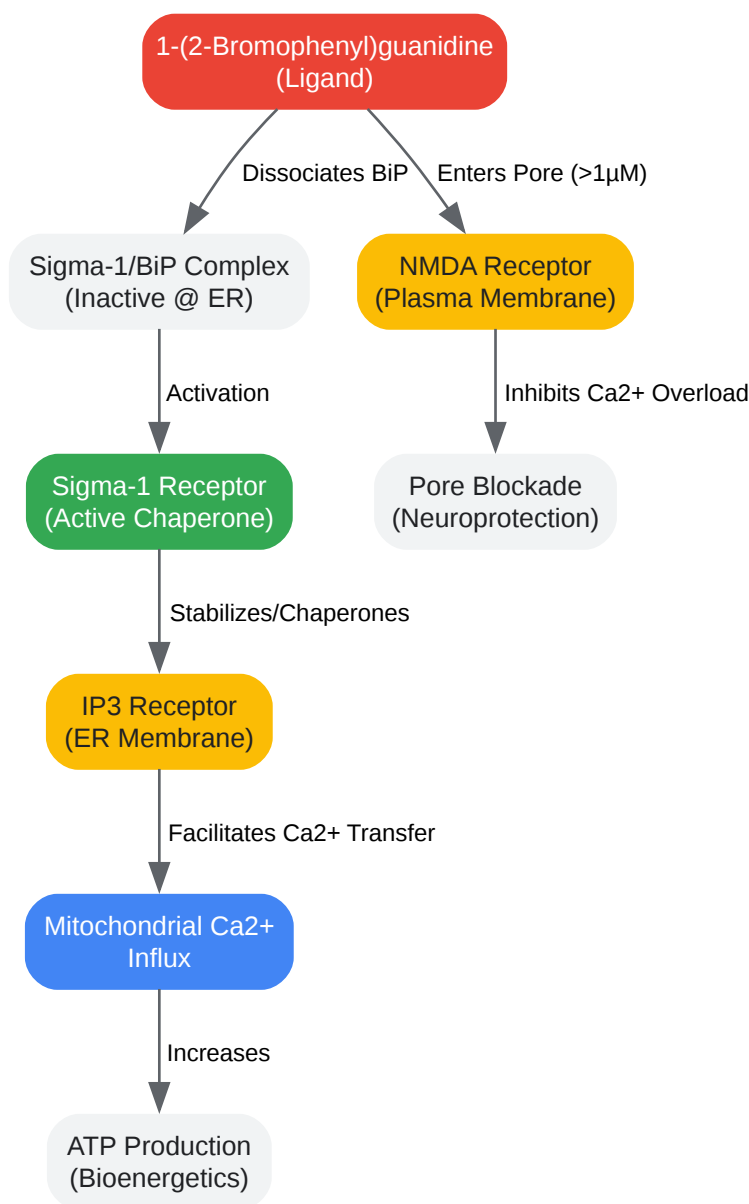 1-(2-Bromophenyl)guanidine
(Ligand)
Dissociates BiP
Enters Pore (>1µM)
Sigma-1/BiP Complex
(Inactive @ ER)
NMDA Receptor
(Plasma Membrane)
Activation
Inhibits Ca2+ Overload
Sigma-1 Receptor
(Active Chaperone)
Pore Blockade
(Neuroprotection)
Stabilizes/Chaperones
IP3 Receptor
(ER Membrane)
Facilitates Ca2+ Transfer
Mitochondrial Ca2+
Influx
Increases
ATP Production
(Bioenergetics)